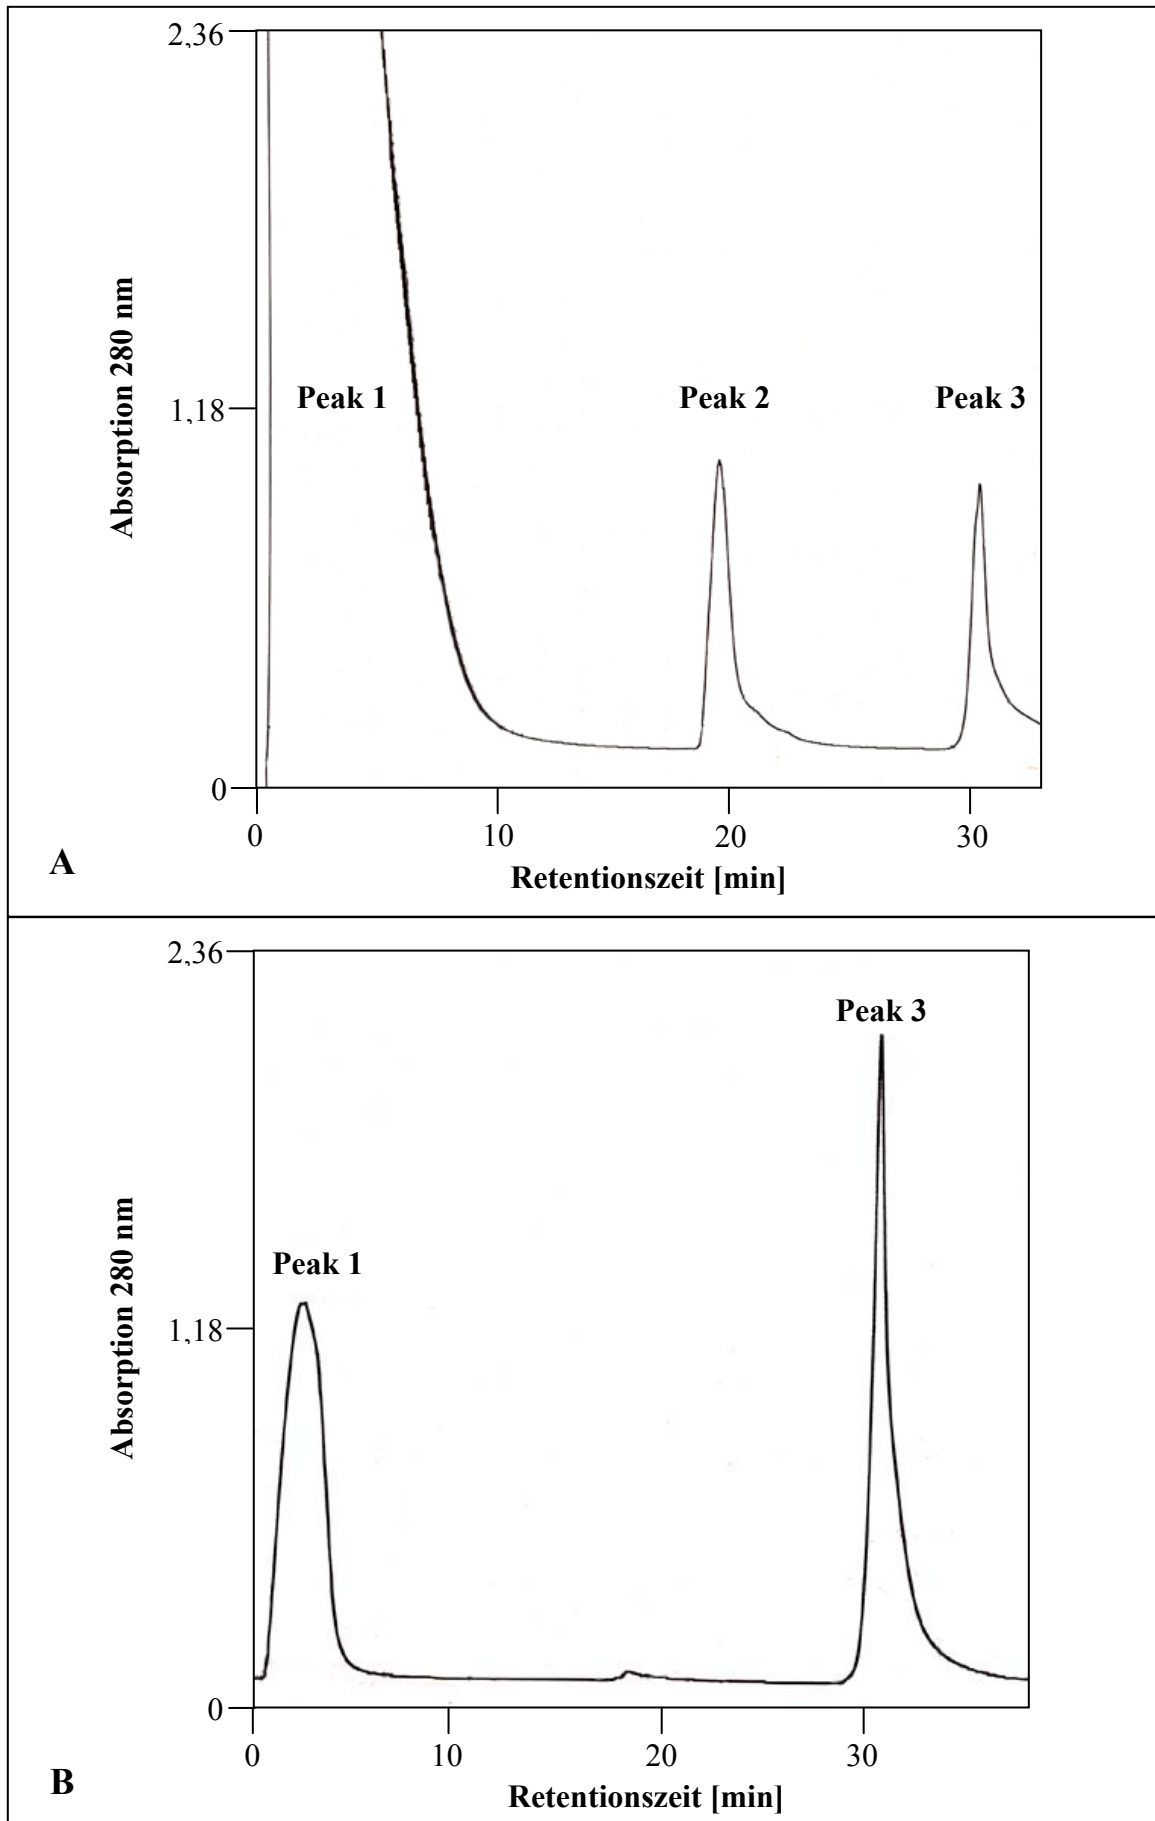 2,36
1,18
0
Absorption 280 nm
Peak 1
Peak 2
Peak 3
0
10
20
30
Retentionszeit [min]
A
2,36
1,18
0
Absorption 280 nm
Peak 3
Peak 1
0
10
20
30
Retentionszeit [min]
B